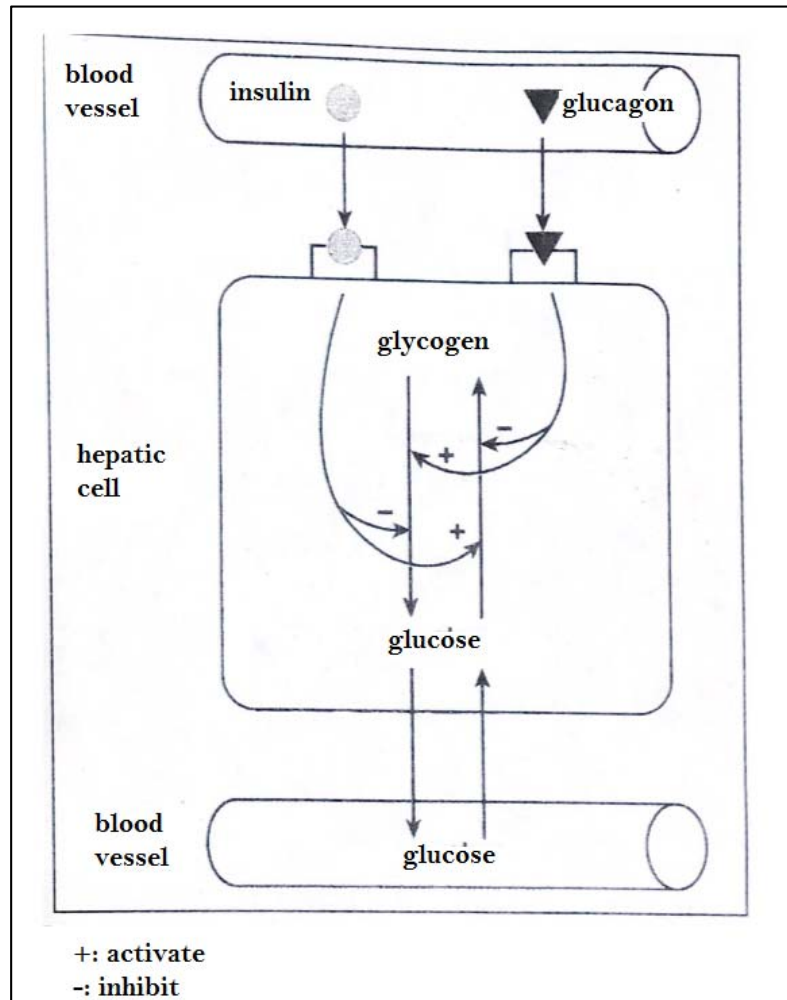 blood
vessel
insulin
glucagon
glycogen
-
+
hepatic
cell
-
+
glucose
blood
vessel
glucose
+: activate
-: inhibit